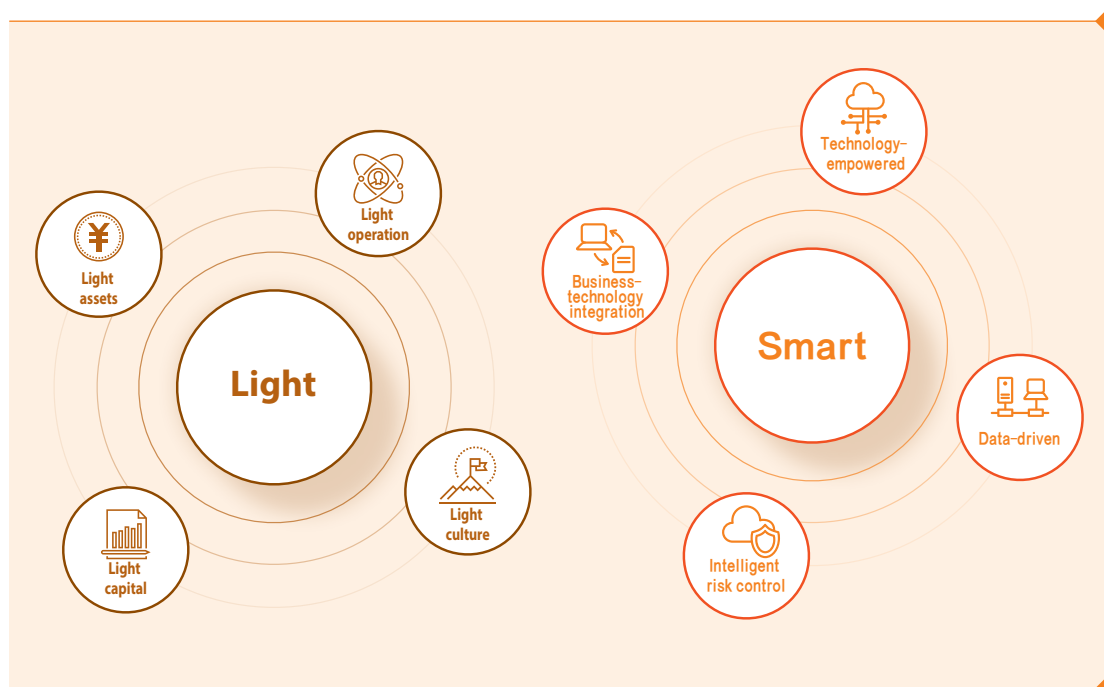 Light
operation
Light
assets
Light
Light
culture
Light
capital
Technology-
empowered
Business-
technology
integration
Smart
Data-driven
Intelligent
risk control